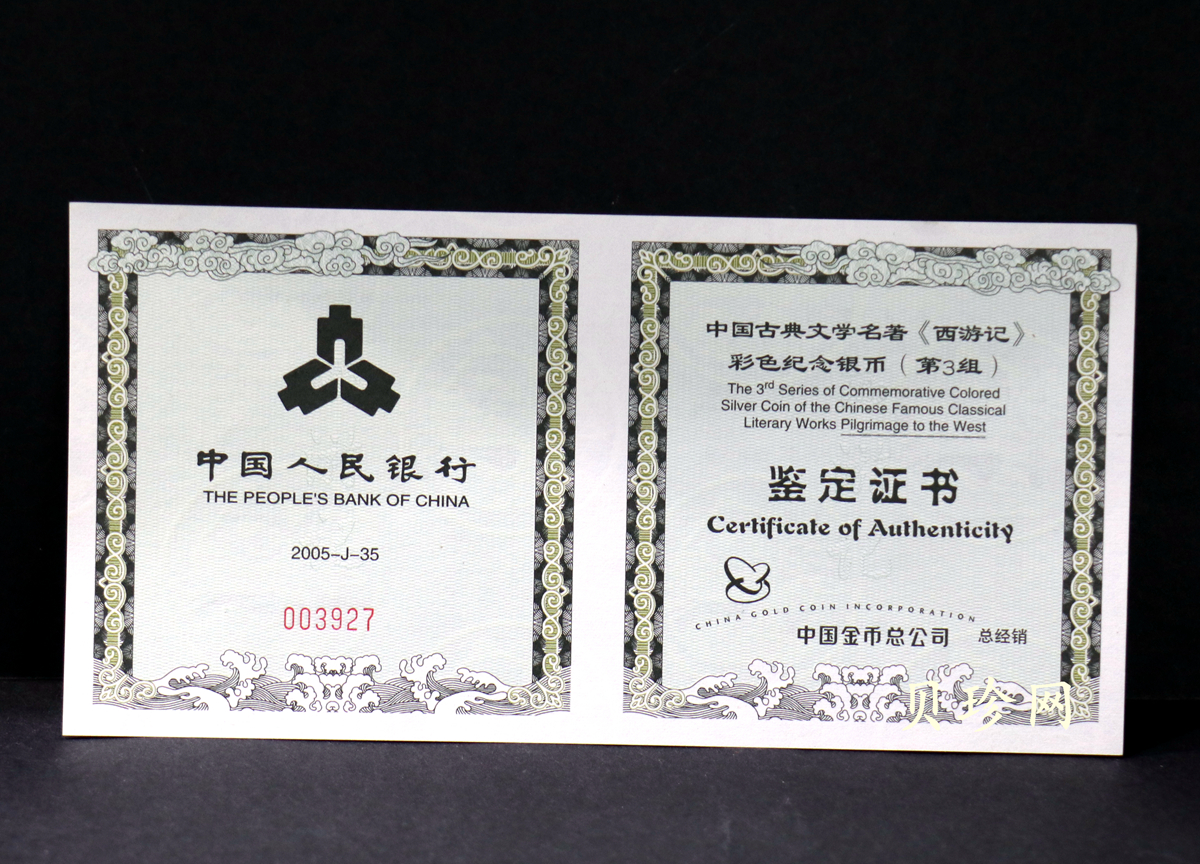 中国人民银行
THE PEOPLE'S BANK OF CHINA
2005-J-35
003927
中国古典文学名著《西游记》
彩色纪念银币（第3组）
The 3rd Series of Commemorative Colored
Silver Coin of the Chinese Famous Classical
Literary Works Pilgrimage to the West
鉴定证书
Certificate of Authenticity
CHINA GOLD COIN INCORPORATION
中国金币总公司 总经销
贝珍网